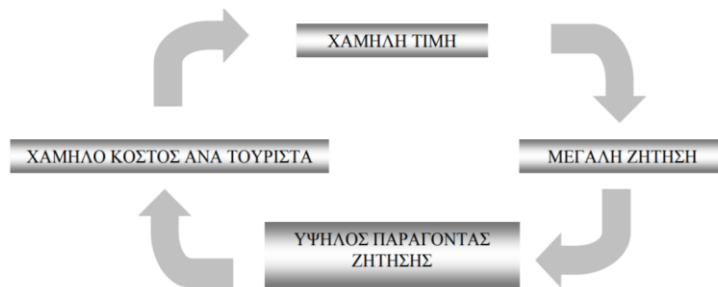 ΧΑΜΗΛΗ ΤΙΜΗ
ΧΑΜΗΛΟ ΚΟΣΤΟΣ ΑΝΑ ΤΟΥΡΙΣΤΑ
ΜΕΓΑΛΗ ΖΗΤΗΣΗ
ΥΨΗΛΟΣ ΠΑΡΑΓΟΝΤΑΣ
ΖΗΤΗΣΗΣ